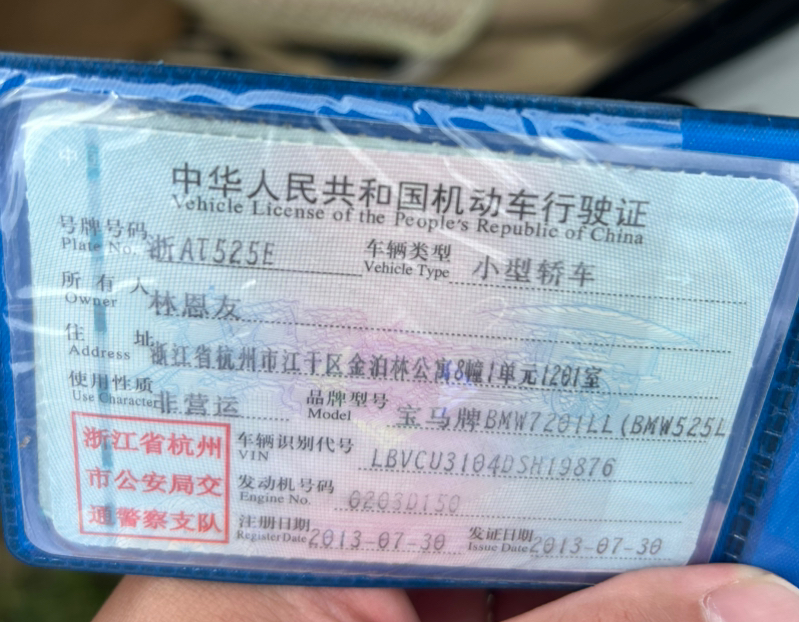 中华人民共和国机动车行驶证
Vehicle License of the People's Republic of China
号牌号码 浙AT525E 车辆类型 小型轿车
Plate No. Vehicle Type
所有人 林恩友
Owner
住址 浙江省杭州市江干区金泊林公寓8幢1单元1201室
Address
使用性质 非营运 品牌型号 宝马牌BMW7201LL(BMW525L
Use Character Model
浙江省杭州市公安局交通警察支队
车辆识别代号 LBVCU3104DSH19876
VIN
发动机号码 0203D150
Engine No.
注册日期 2013-07-30 发证日期 2013-07-30
Register Date Issue Date